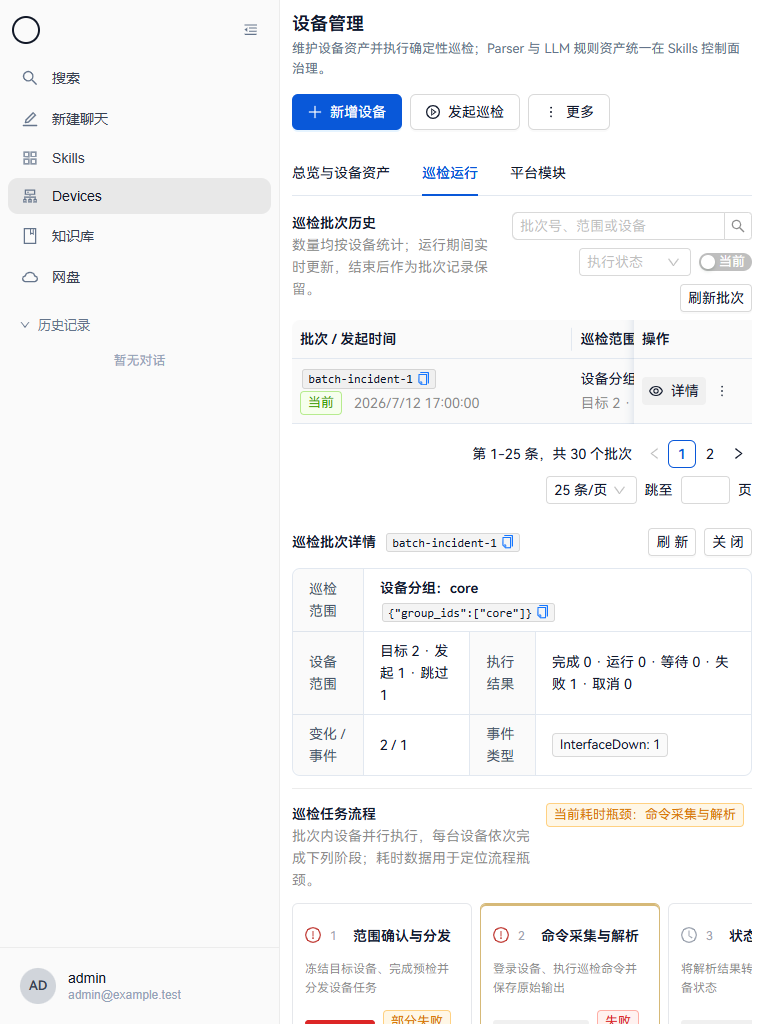 搜索
新建聊天
Skills
Devices
知识库
网盘
历史记录
暂无对话
AD
admin
admin@example.test
设备管理
维护设备资产并执行确定性巡检；Parser 与 LLM 规则资产统一在 Skills 控制面
治理。
新增设备
发起巡检
更多
总览与设备资产
巡检运行
平台模块
巡检批次历史
数量均按设备统计；运行期间实
时更新，结束后作为批次记录保
留。
批次号、范围或设备
执行状态
当前
刷新批次
批次 / 发起时间
巡检范围
操作
batch-incident-1
当前 2026/7/12 17:00:00
设备分组
目标 2 ·
详情
第 1-25 条，共 30 个批次
1
2
25 条/页
跳至
页
巡检批次详情
batch-incident-1
刷 新
关 闭
巡检
范围
设备分组：core
{"group_ids":["core"]}
设备
范围
目标 2 · 发
起 1 · 跳过
1
执行
结果
完成 0 · 运行 0 · 等待 0 · 失
败 1 · 取消 0
变化 /
事件
2 / 1
事件
类型
InterfaceDown: 1
巡检任务流程
批次内设备并行执行，每台设备依次完
成下列阶段；耗时数据用于定位流程瓶
颈。
当前耗时瓶颈：命令采集与解析
1 范围确认与分发
冻结目标设备、完成预检并
分发设备任务
部分失败
2 命令采集与解析
登录设备、执行巡检命令并
保存原始输出
失败
3 状态
将解析结果转
备状态